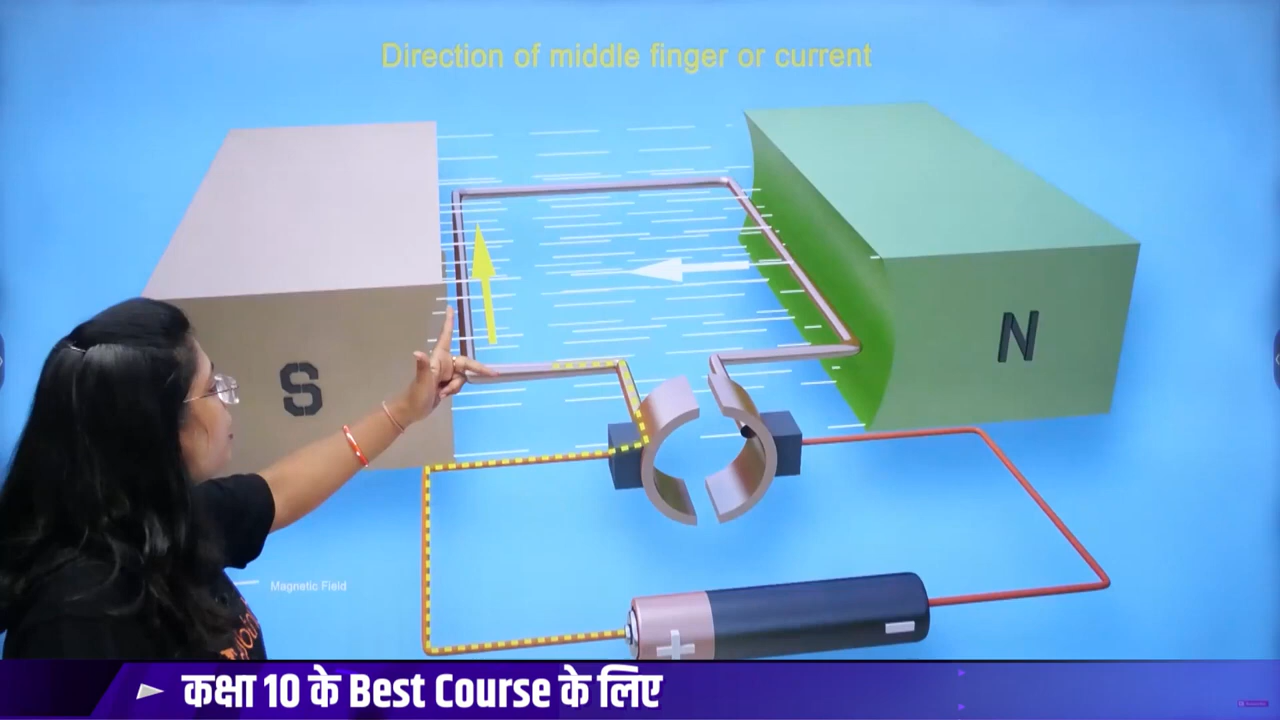 Direction of middle finger or current
S
N
Magnetic Field
कक्षा 10 के Best Course के लिए